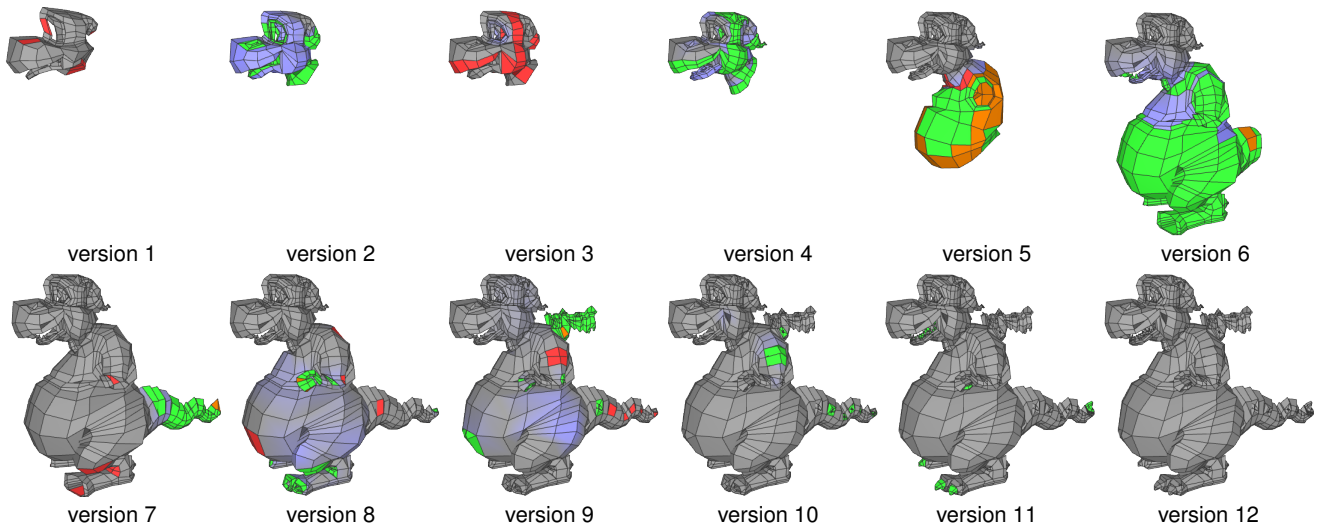 version 1
version 2
version 3
version 4
version 5
version 6
version 7
version 8
version 9
version 10
version 11
version 12